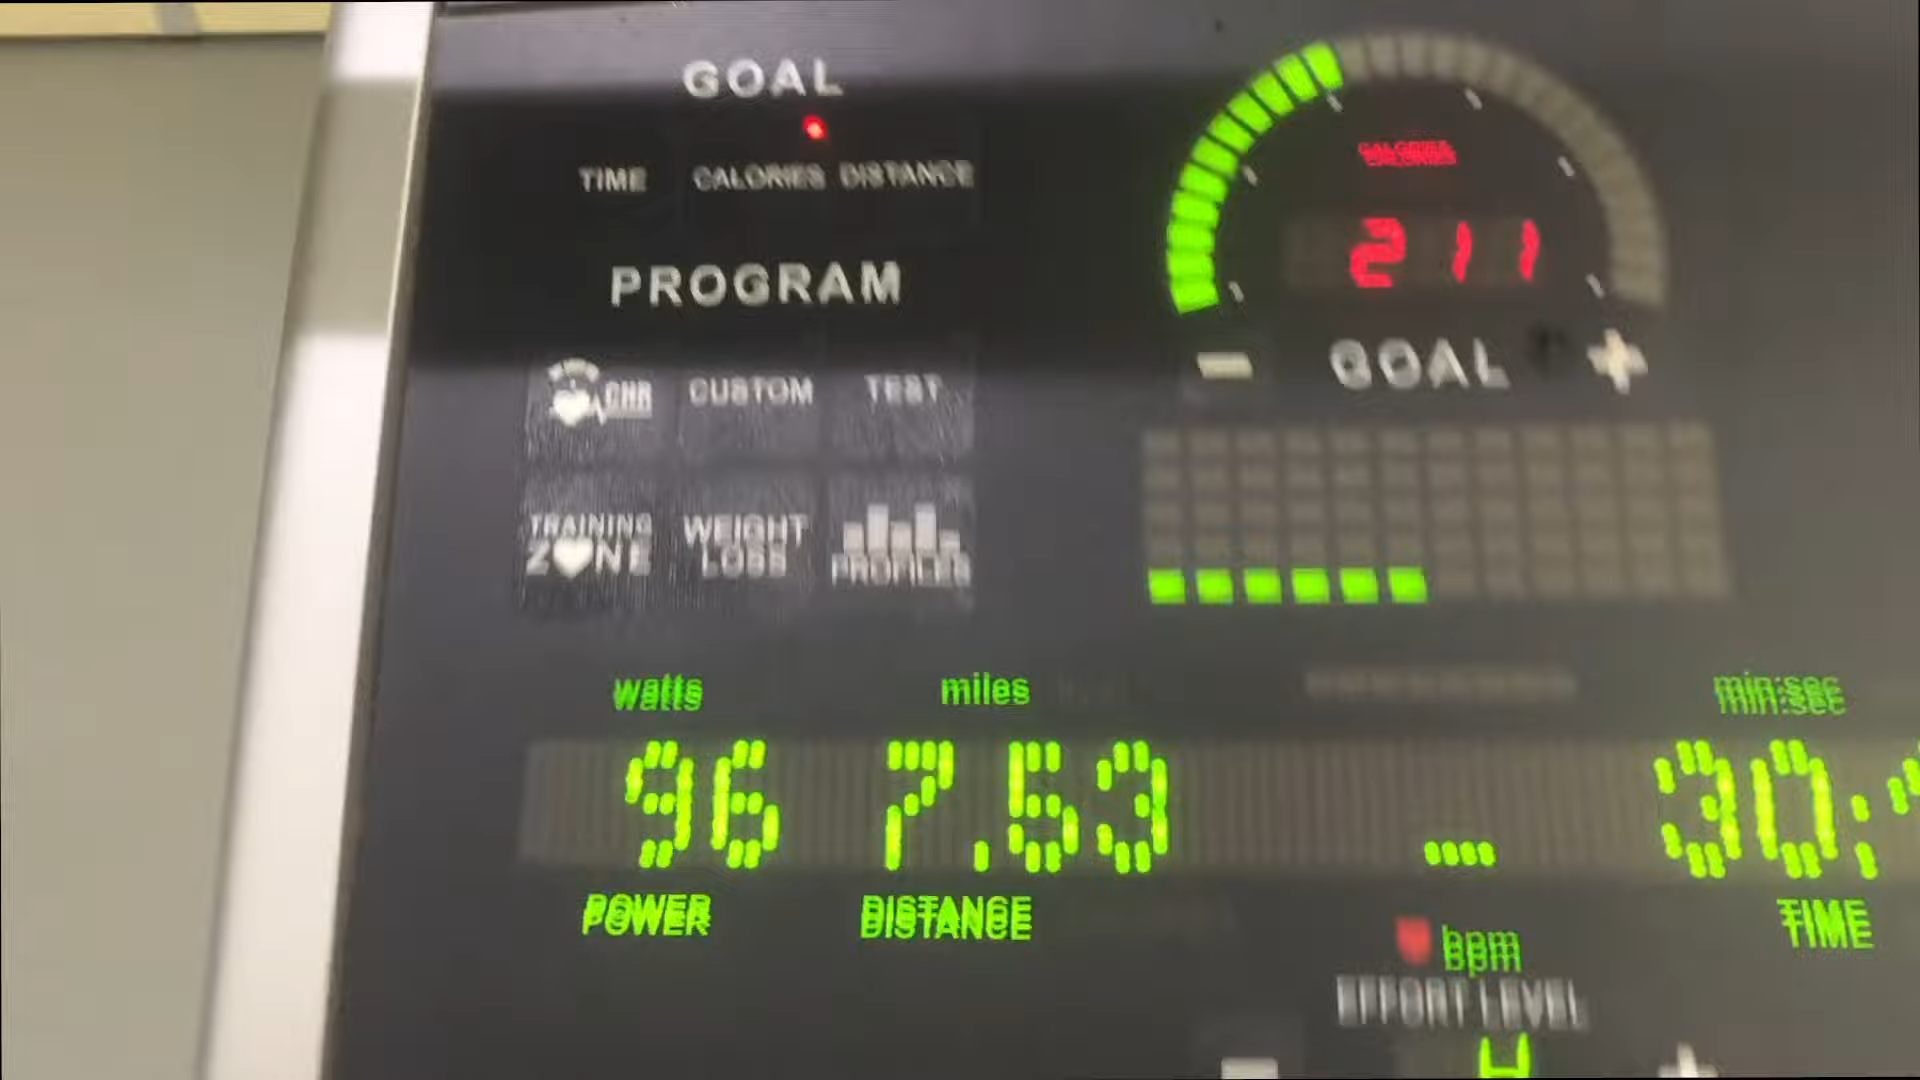 GOAL
TIME CALORIES DISTANCE
CALORIES
211
PROGRAM
GOAL
CHR CUSTOM TEST
TRAINING ZONE
WEIGHT LOSS
PROFILES
watts miles min:sec
96 7.53 30:
POWER DISTANCE TIME
bpm
EFFORT LEVEL